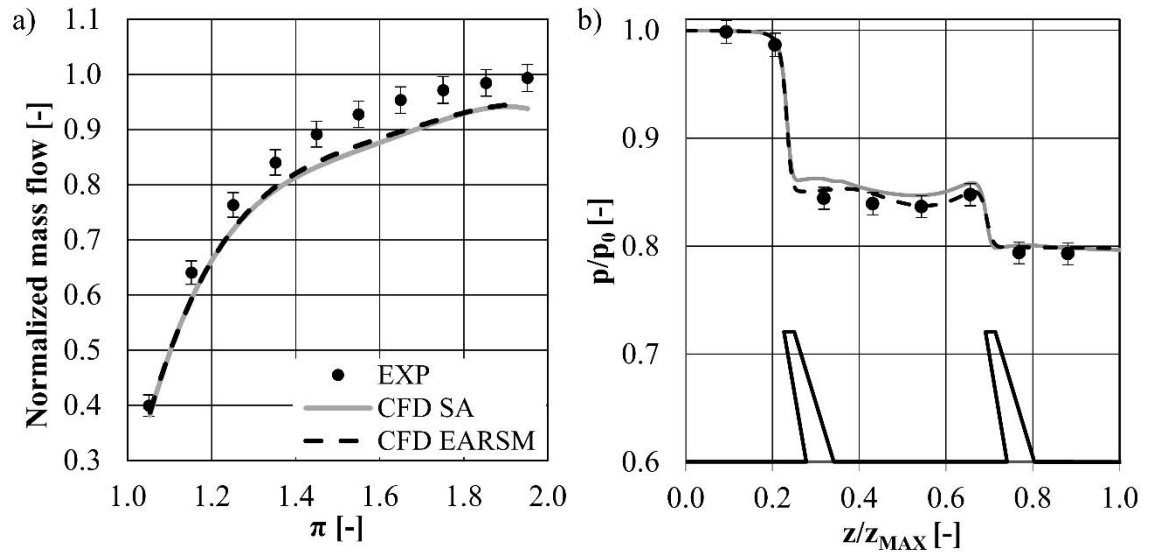 a)
Normalized mass flow [-]
1.1
1.0
0.9
0.8
0.7
0.6
0.5
0.4
0.3
EXP
CFD SA
CFD EARSM
1.0 1.2 1.4 1.6 1.8 2.0
π [-]
b)
p/p₀ [-]
1.0
0.9
0.8
0.7
0.6
0.0 0.2 0.4 0.6 0.8 1.0
z/z_MAX [-]